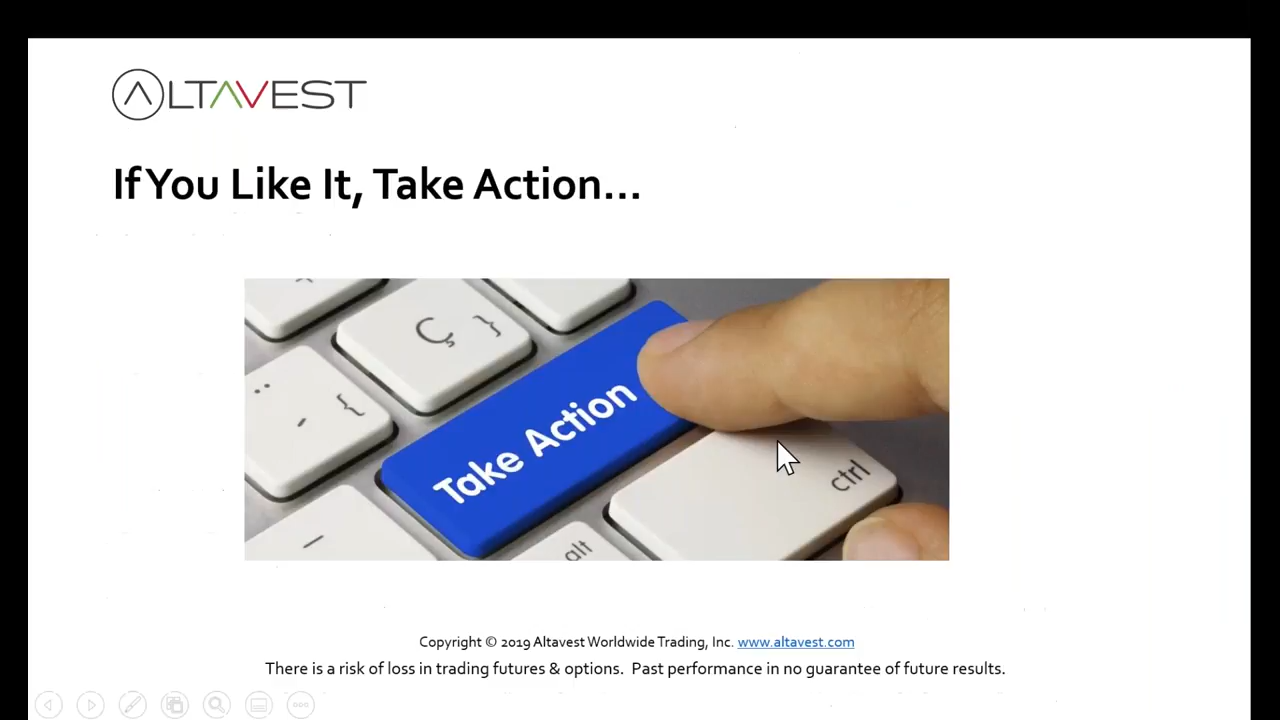 ALTAVEST
If You Like It, Take Action...
Ç }
{
Take Action
ctrl
alt
Copyright © 2019 Altavest Worldwide Trading, Inc. www.altavest.com
There is a risk of loss in trading futures & options. Past performance in no guarantee of future results.